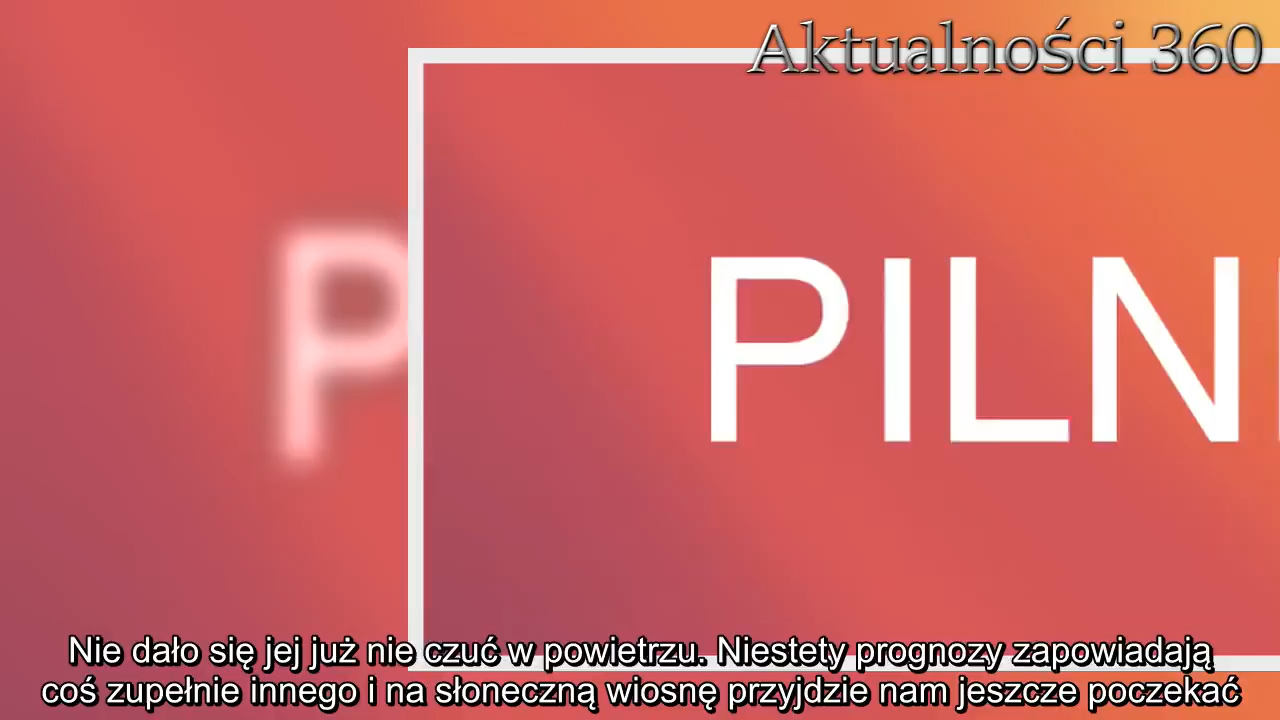 Aktualności 360
P
PILN
Nie dało się jej już nie czuć w powietrzu. Niestety prognozy zapowiadają
coś zupełnie innego i na słoneczną wiosnę przyjdzie nam jeszcze poczekać